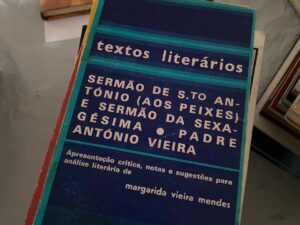 textos literários
SERMÃO DE S.TO AN-
TÓNIO (AOS PEIXES)
E SERMÃO DA SEXA-
GÉSIMA • PADRE
ANTÓNIO VIEIRA
Apresentação crítica, notas e sugestões para
análise literária de
margarida vieira mendes